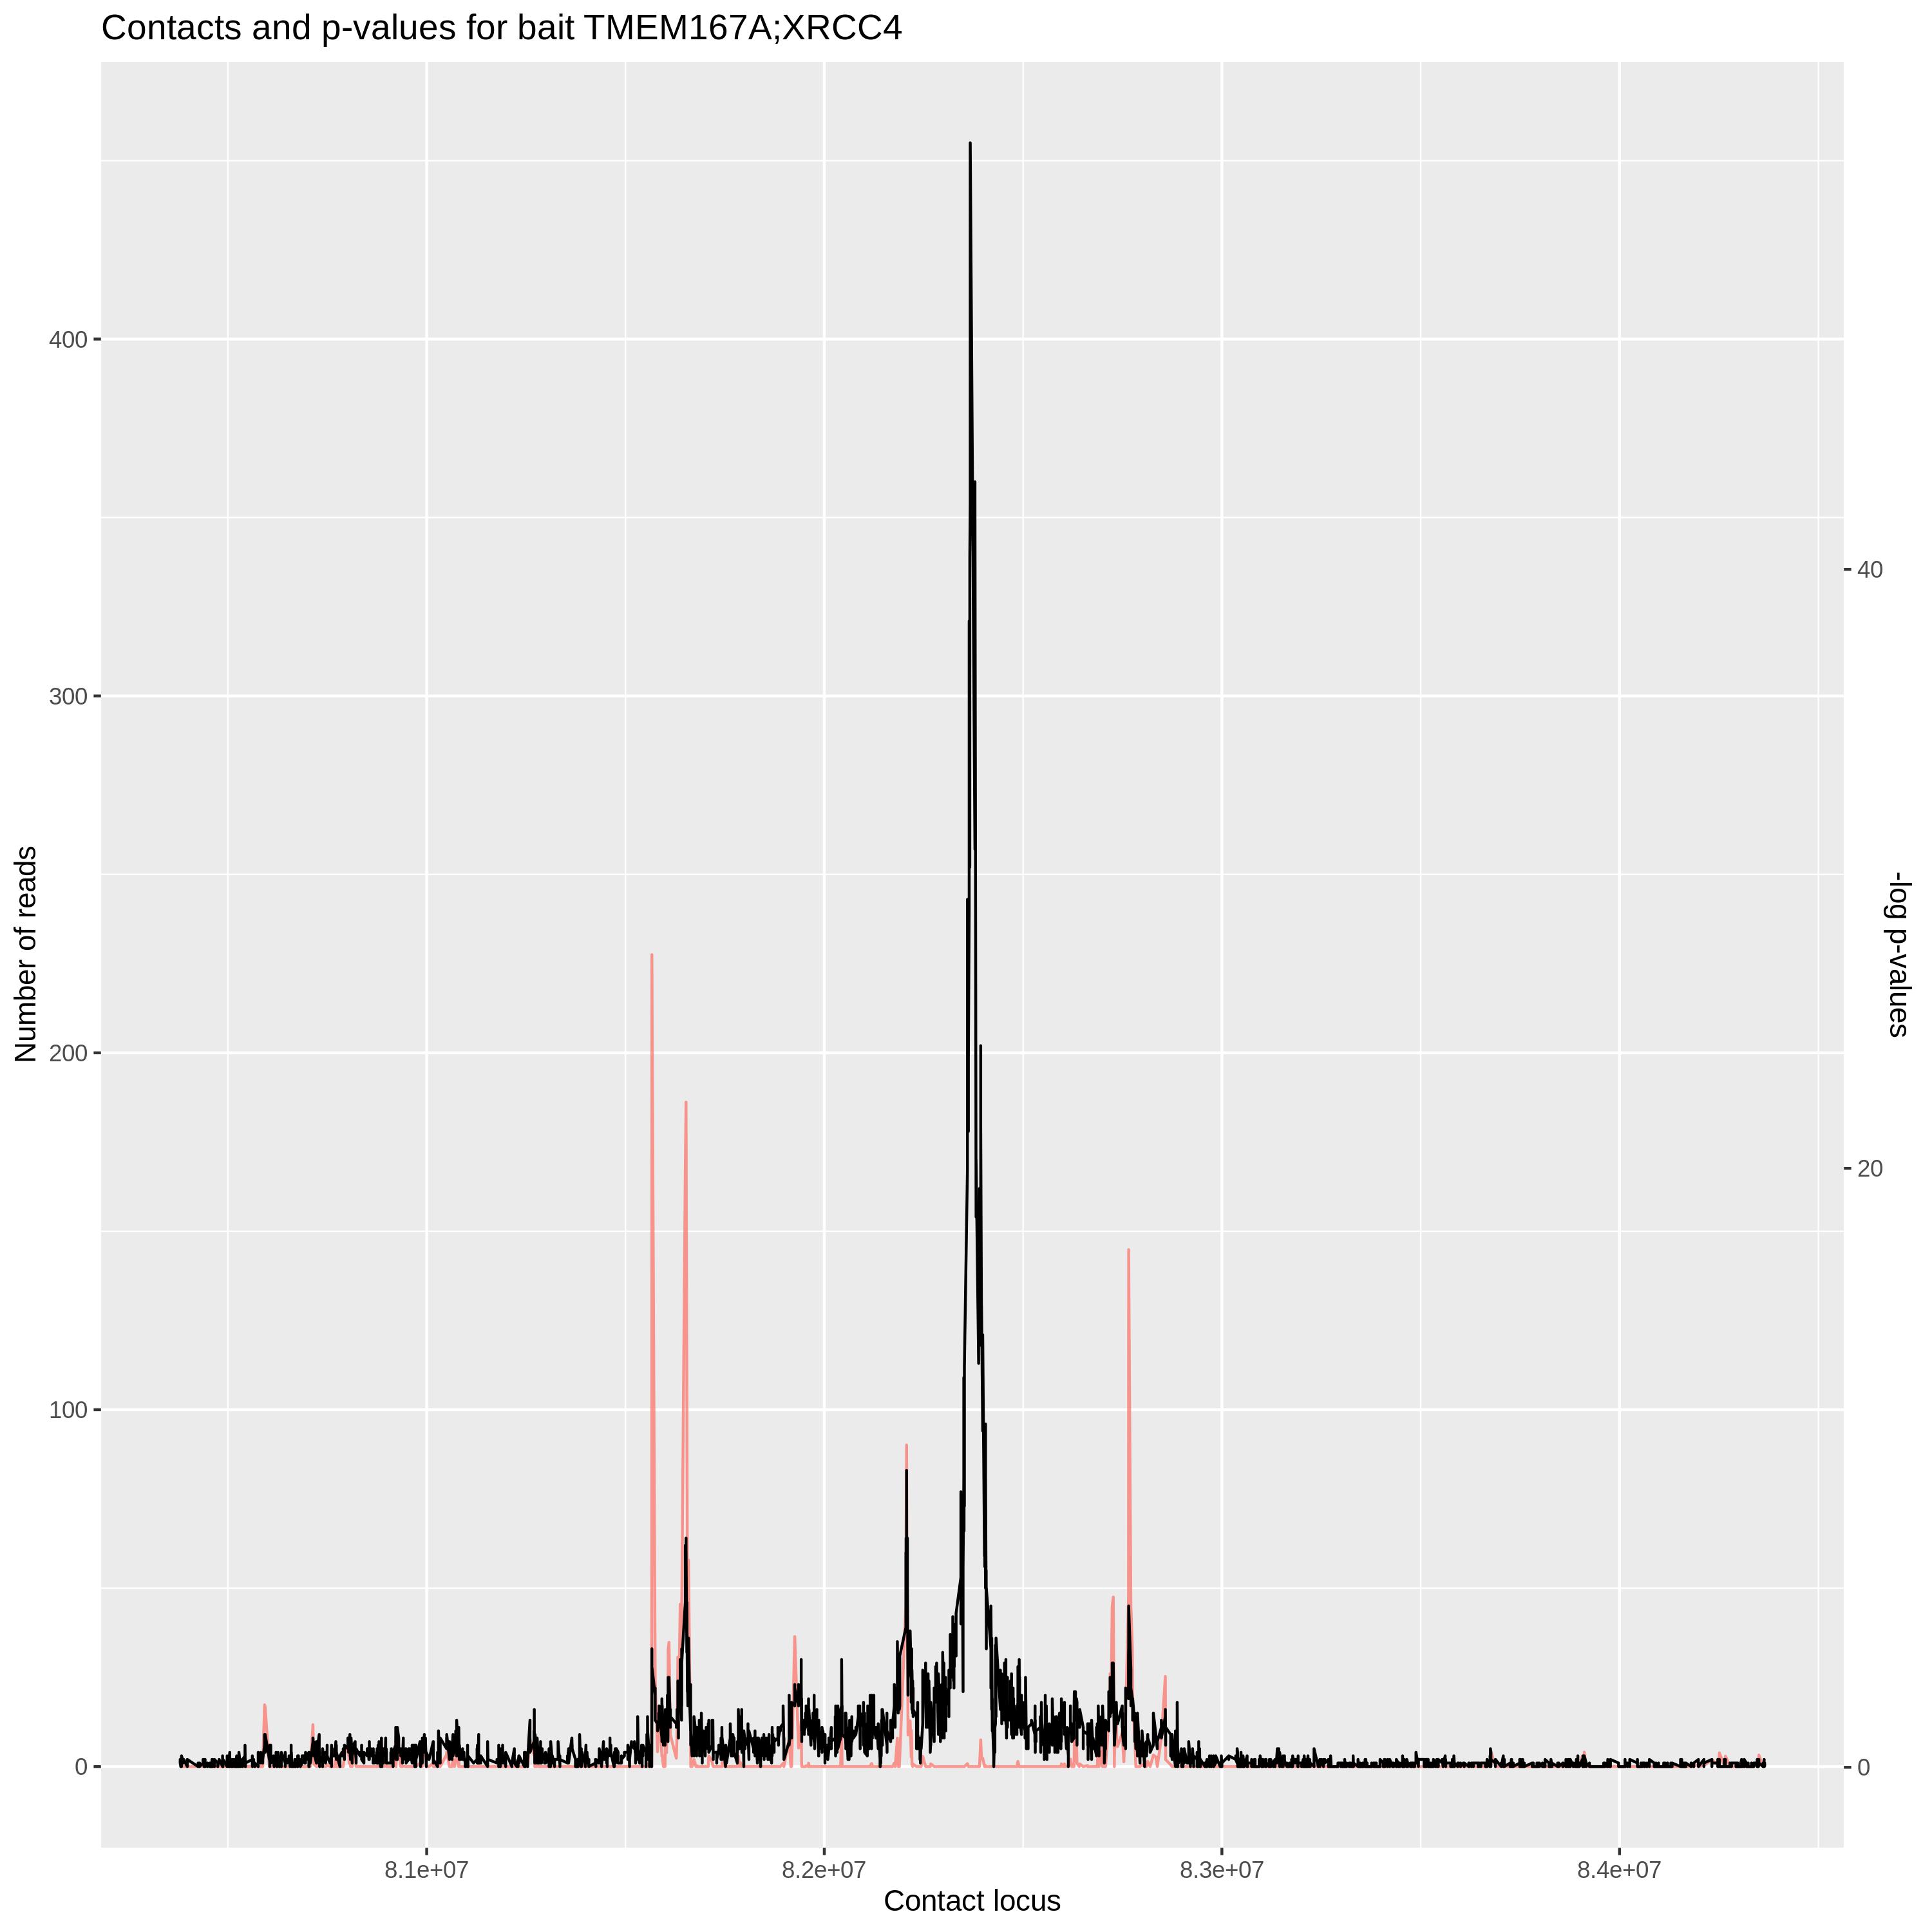 Contacts and p-values for bait TMEM167A;XRCC4
Number of reads
400
300
200
100
0
40
20
0
-log p-values
8.1e+07
8.2e+07
8.3e+07
8.4e+07
Contact locus